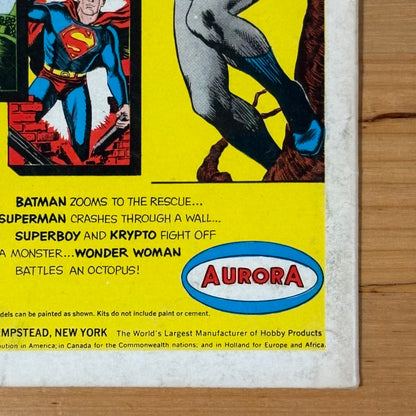 BATMAN ZOOMS TO THE RESCUE...
SUPERMAN CRASHES THROUGH A WALL...
SUPERBOY AND KRYPTO FIGHT OFF
A MONSTER...WONDER WOMAN
BATTLES AN OCTOPUS!
AURORA
dels can be painted as shown. Kits do not include paint or cement.
MPSTEAD, NEW YORK The World's Largest Manufacturer of Hobby Products
bution in America; in Canada for the Commonwealth nations; and in Holland for Europe and Africa.